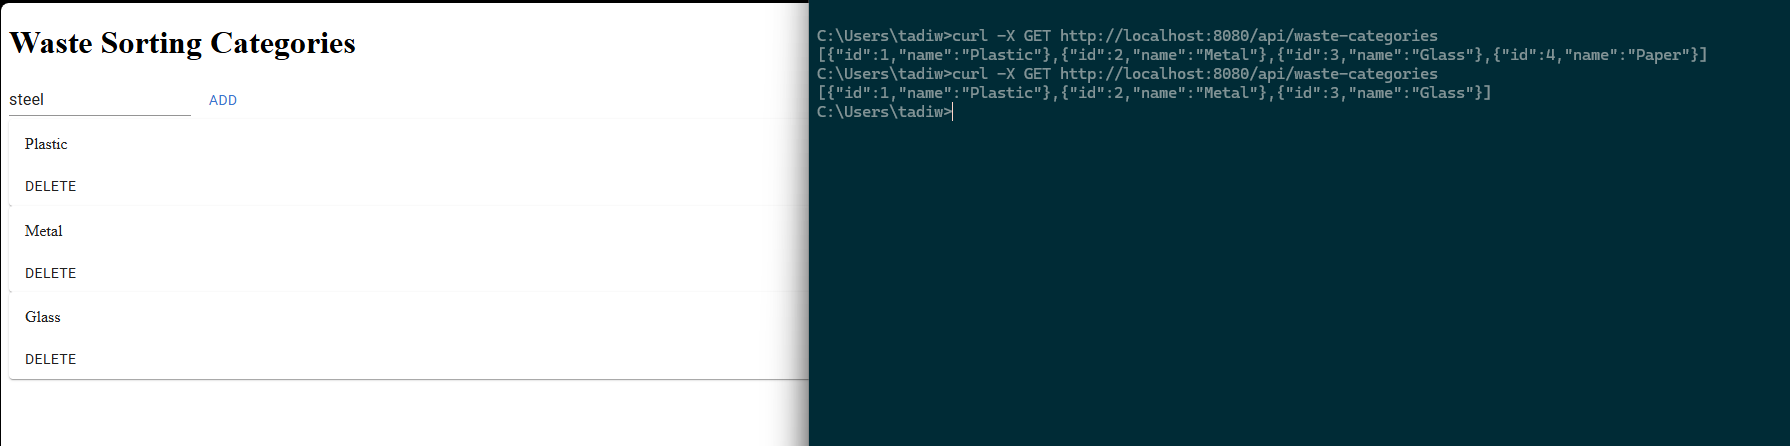 Waste Sorting Categories
steel
ADD
Plastic
DELETE
Metal
DELETE
Glass
DELETE
C:\Users\tadiw>curl -X GET http://localhost:8080/api/waste-categories
[{"id":1,"name":"Plastic"},{"id":2,"name":"Metal"},{"id":3,"name":"Glass"},{"id":4,"name":"Paper"}]
C:\Users\tadiw>curl -X GET http://localhost:8080/api/waste-categories
[{"id":1,"name":"Plastic"},{"id":2,"name":"Metal"},{"id":3,"name":"Glass"}]
C:\Users\tadiw>